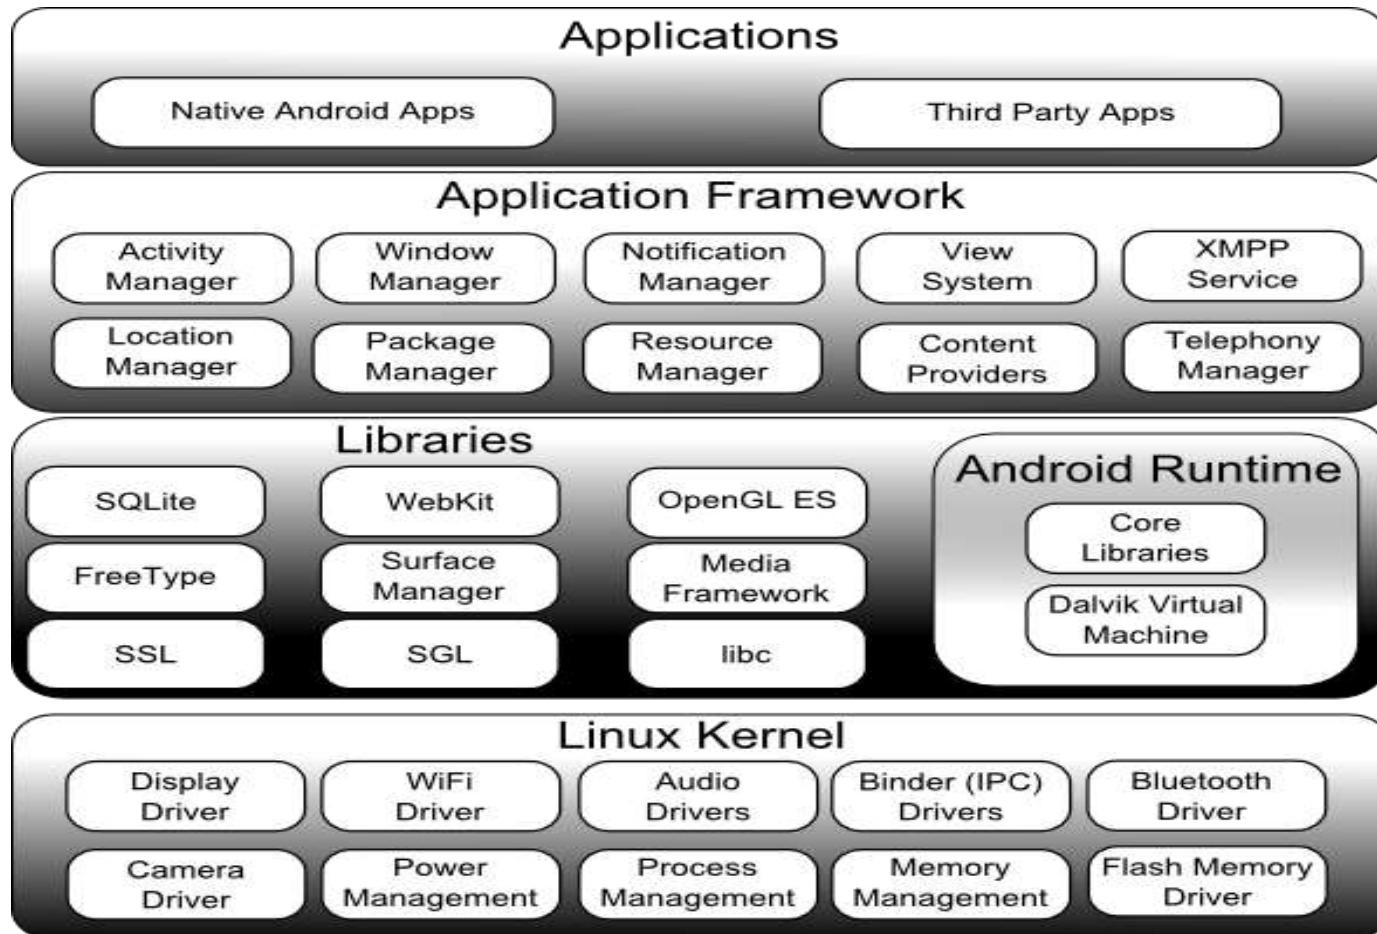 Applications
Native Android Apps
Third Party Apps
Application Framework
Activity
Manager
Window
Manager
Notification
Manager
View
System
XMPP
Service
Location
Manager
Package
Manager
Resource
Manager
Content
Providers
Telephony
Manager
Libraries
SQLite
WebKit
OpenGL ES
FreeType
Surface
Manager
Media
Framework
SSL
SGL
libc
Android Runtime
Core
Libraries
Dalvik Virtual
Machine
Linux Kernel
Display
Driver
WiFi
Driver
Audio
Drivers
Binder (IPC)
Drivers
Bluetooth
Driver
Camera
Driver
Power
Management
Process
Management
Memory
Management
Flash Memory
Driver